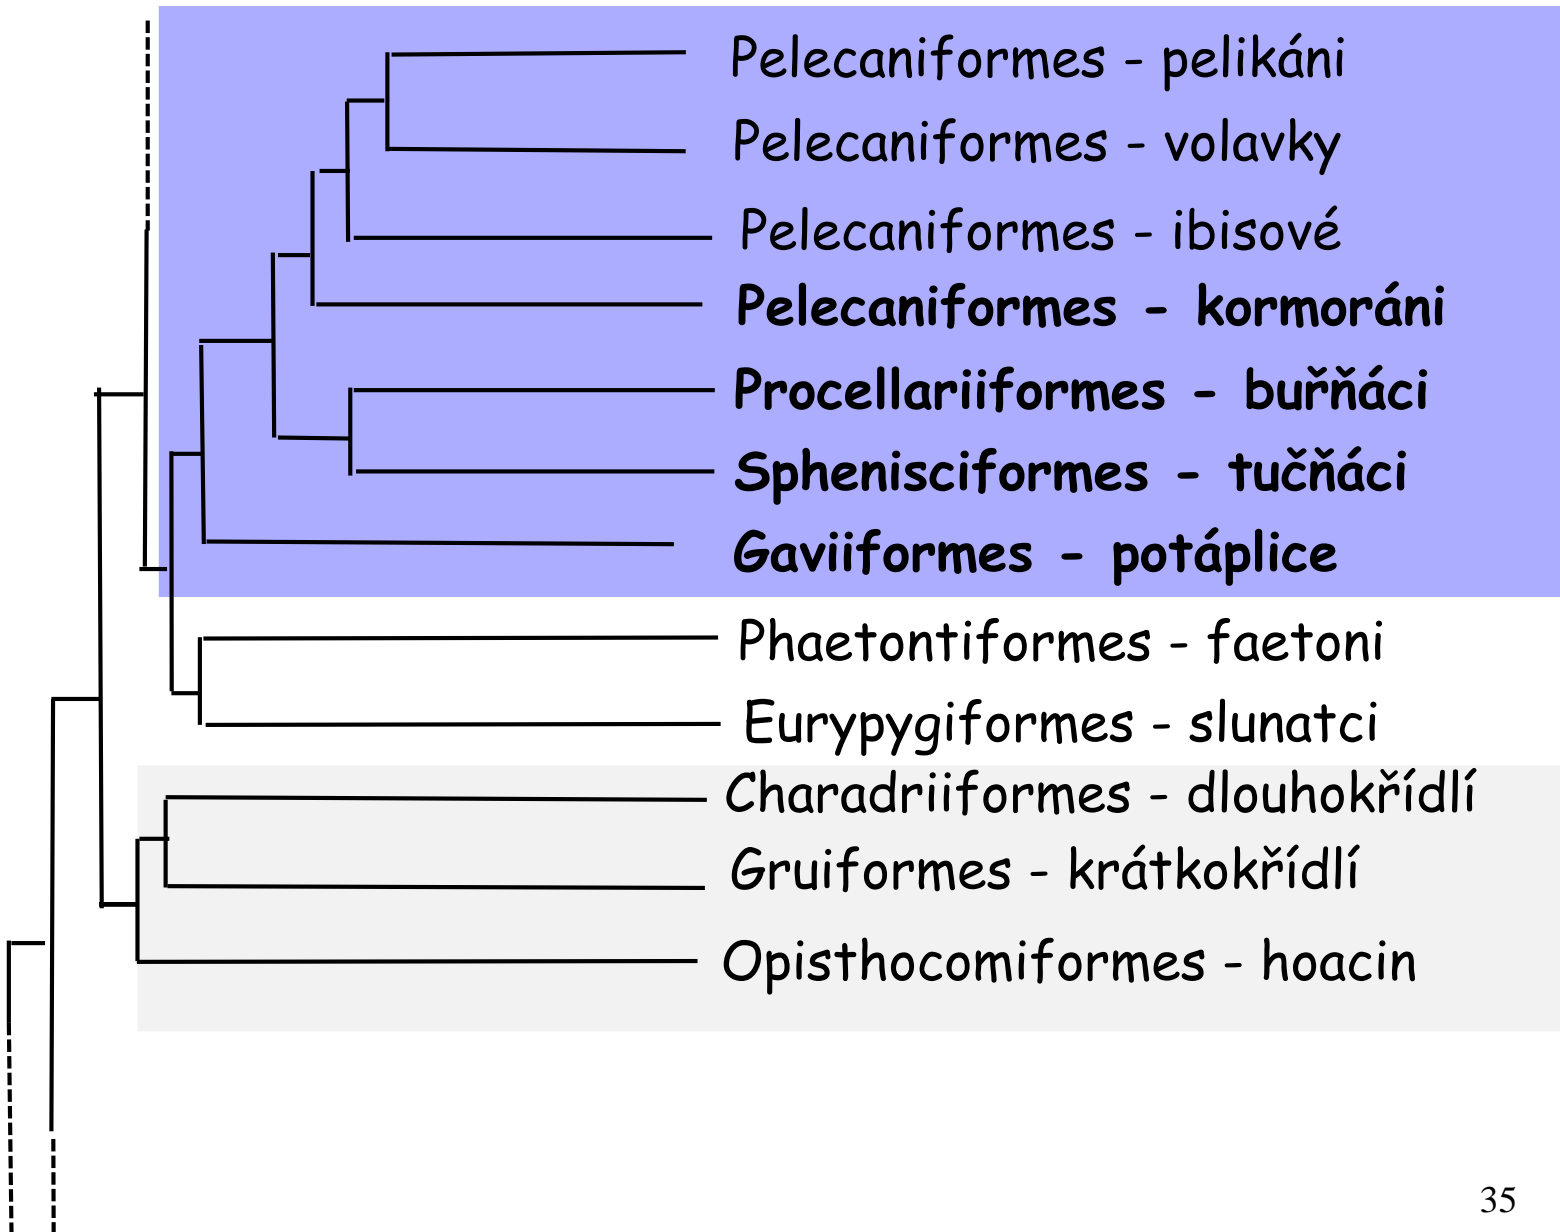 Pelecaniformes - pelikáni
Pelecaniformes - volavky
Pelecaniformes - ibisové
Pelecaniformes - kormoráni
Procellariiformes - buřňáci
Sphenisciformes - tučňáci
Gaviiformes - potáplice
Phaetontiformes - faetoni
Eurypygiformes - slunatci
Charadriiformes - dlouhokřídlí
Gruiformes - krátkokřídlí
Opisthocomiformes - hoacin
35